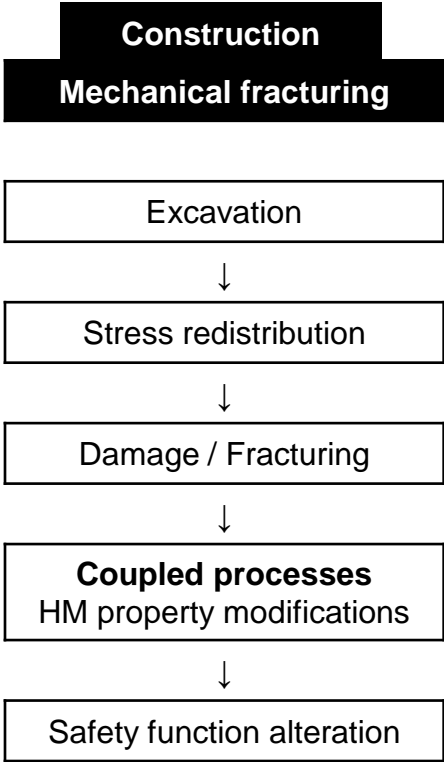 Construction
Mechanical fracturing
Excavation
↓
Stress redistribution
↓
Damage / Fracturing
↓
Coupled processes
HM property modifications
↓
Safety function alteration